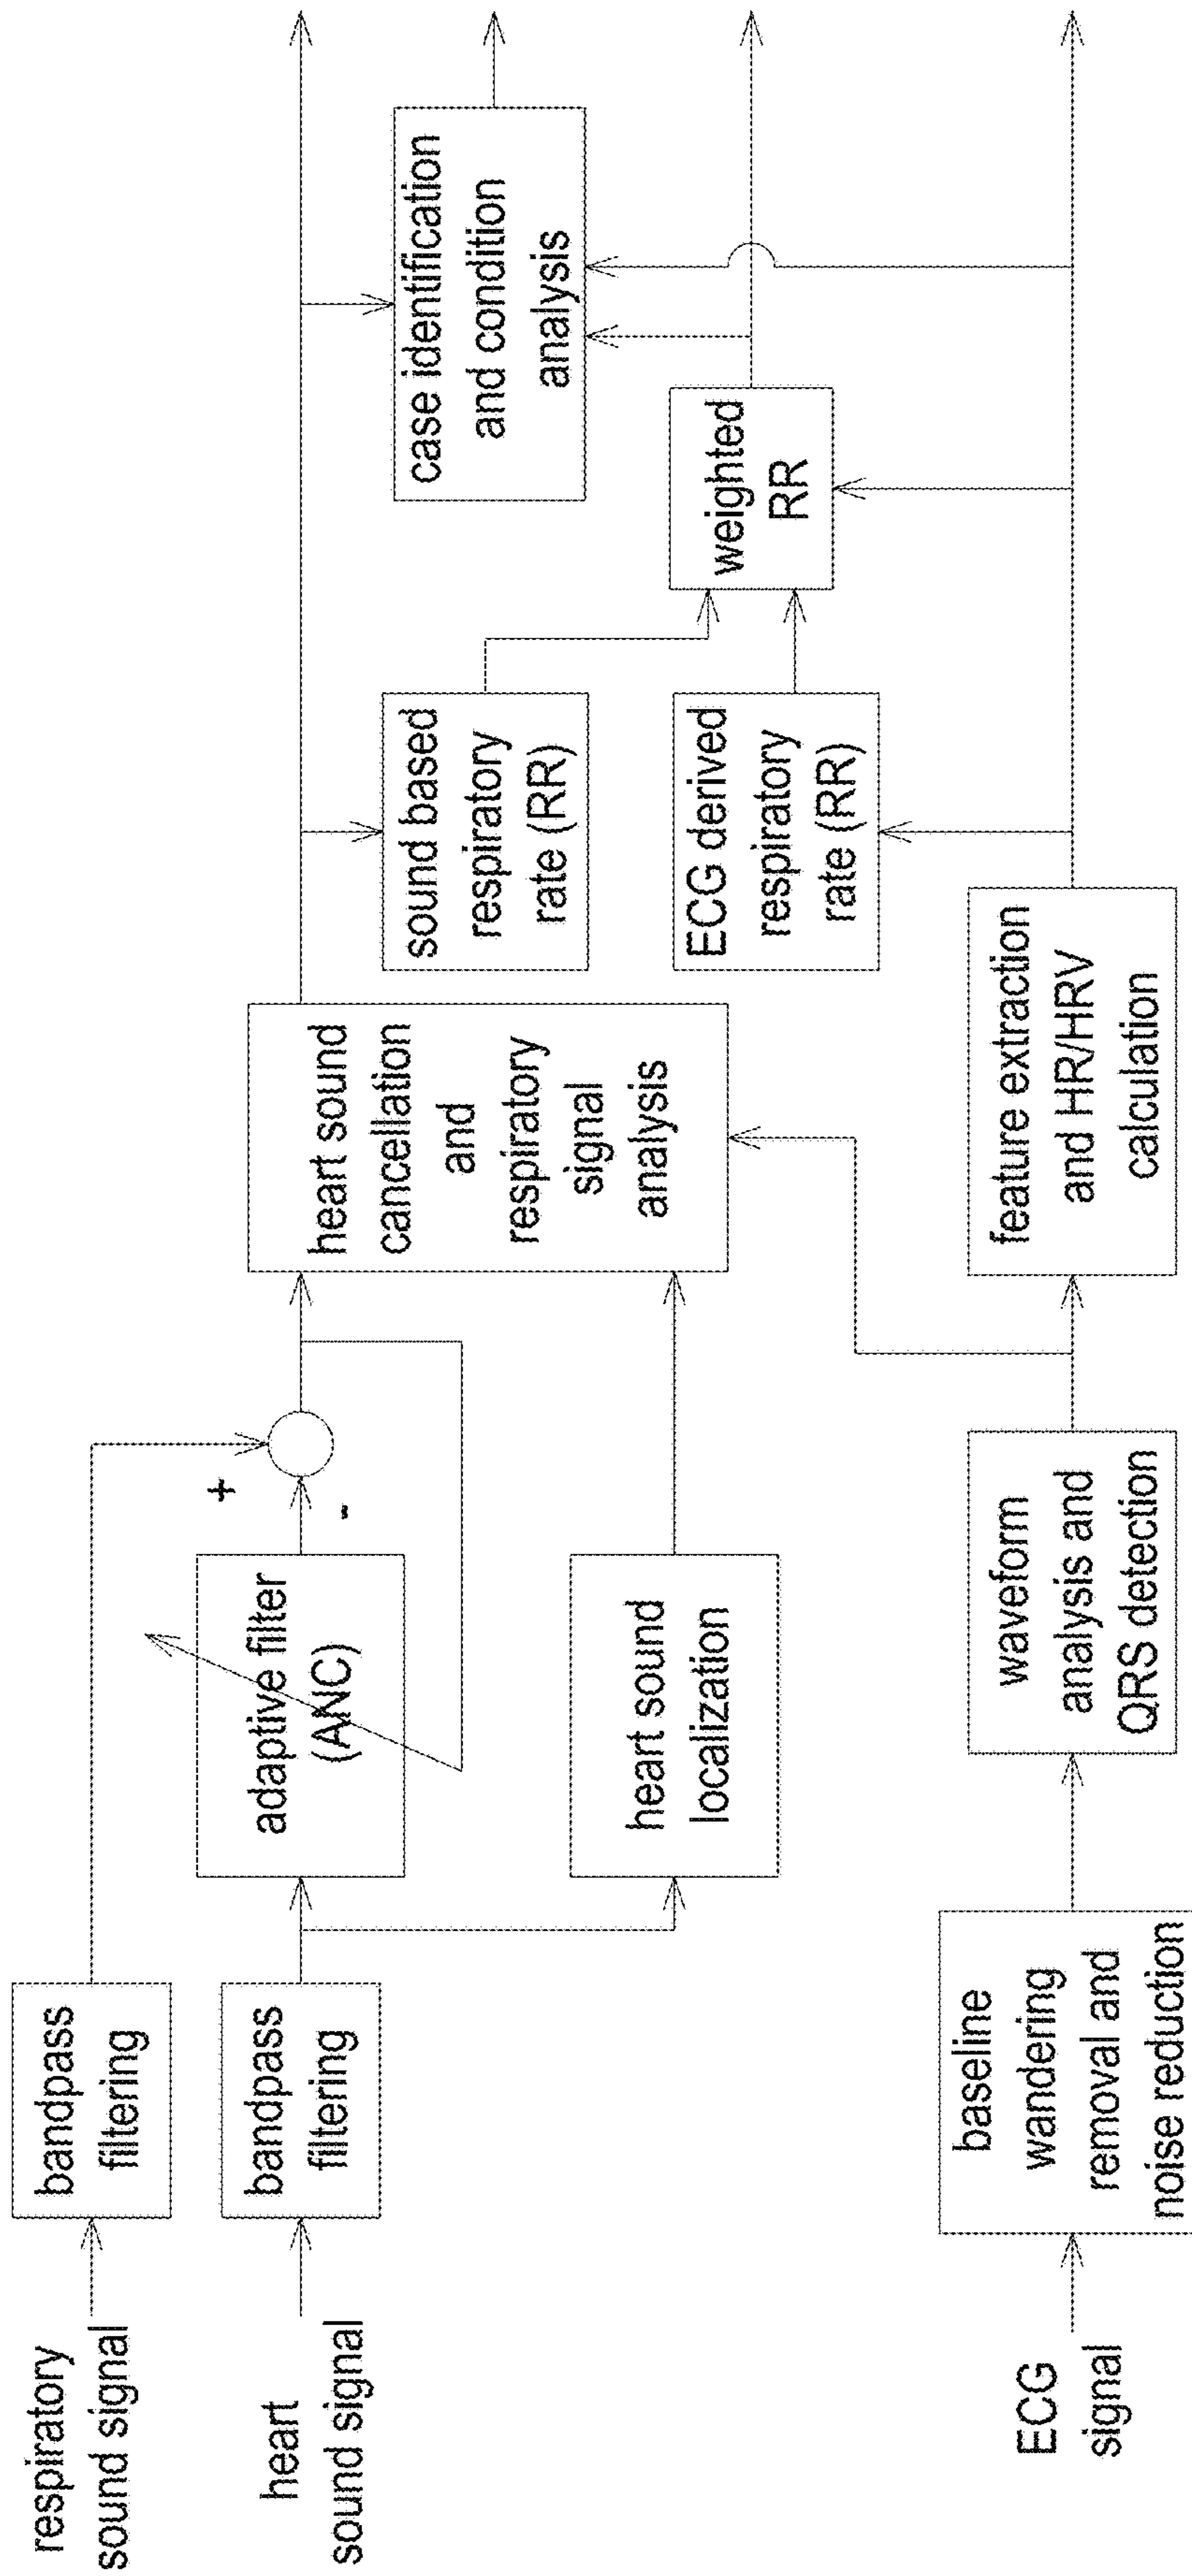 respiratory
sound signal
bandpass
filtering
heart
sound signal
bandpass
filtering
adaptive filter
(ANC)
+
-
heart sound
localization
heart sound
cancellation
and
respiratory
signal
analysis
sound based
respiratory
rate (RR)
ECG derived
respiratory
rate (RR)
weighted
RR
case identification
and condition
analysis
ECG
signal
baseline
wandering
removal and
noise reduction
waveform
analysis and
QRS detection
feature extraction
and HR/HRV
calculation